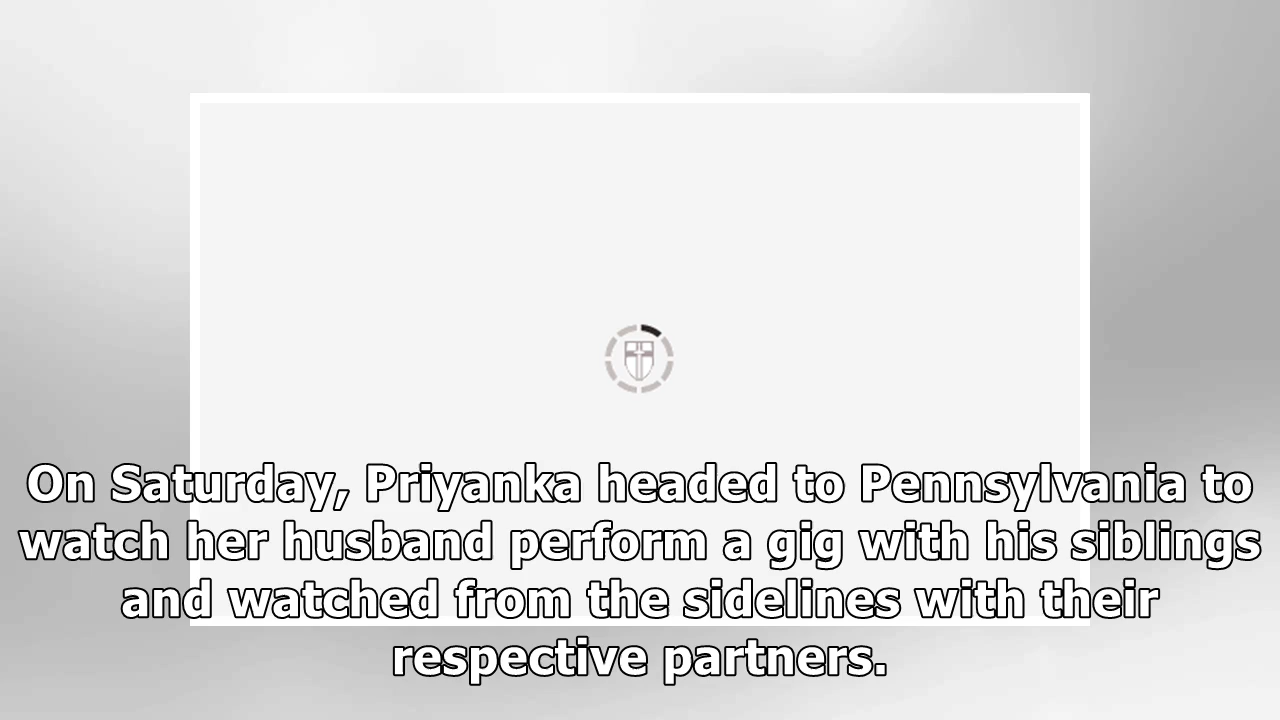 On Saturday, Priyanka headed to Pennsylvania to
watch her husband perform a gig with his siblings
and watched from the sidelines with their
respective partners.